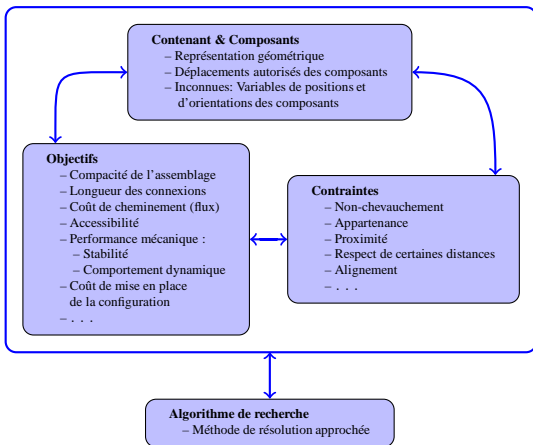 Contenant & Composants
– Représentation géométrique
– Déplacements autorisés des composants
– Inconnues: Variables de positions et
d'orientations des composants
Objectifs
– Capacité de l'assemblage
– Longueur des connexions
– Coût de cheminement (flux)
– Accessibilité
– Performance mécanique :
– Stabilité
– Comportement dynamique
– Coût de mise en place
de la configuration
– . . .
Contraintes
– Non-chevauchement
– Appartenance
– Proximité
– Respect de certaines distances
– Alignement
– . . .
Algorithme de recherche
– Méthode de résolution approchée